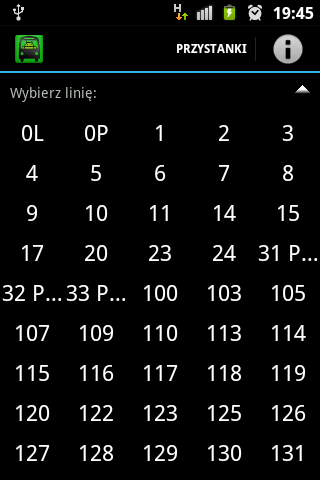 H 19:45
PRZYSTANKI
Wybierz linię:
0L 0P 1 2 3
4 5 6 7 8
9 10 11 14 15
17 20 23 24 31 P...
32 P... 33 P... 100 103 105
107 109 110 113 114
115 116 117 118 119
120 122 123 125 126
127 128 129 130 131